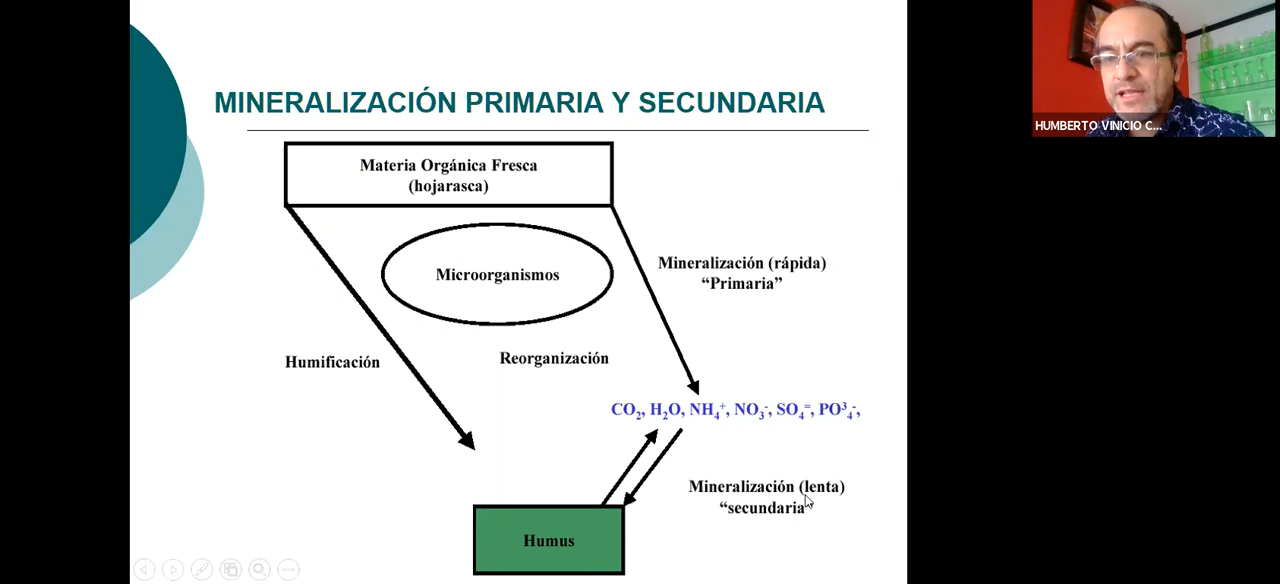 MINERALIZACIÓN PRIMARIA Y SECUNDARIA
HUMBERTO VINICIO C...
Materia Orgánica Fresca
(hojarasca)
Microorganismos
Mineralización (rápida)
“Primaria”
Humificación
Reorganización
CO₂, H₂O, NH₄⁺, NO₃⁻, SO₄⁼, PO³₄⁻,
Mineralización (lenta)
“secundaria”
Humus